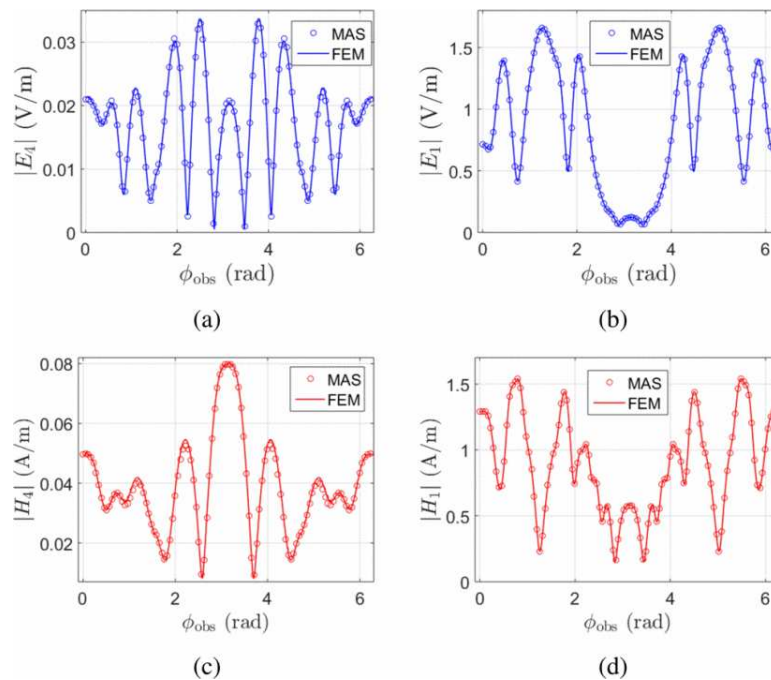 |E₄| (V/m)
0.03
0.02
0.01
0
0 2 4 6
ϕobs (rad)
MAS
FEM
(a)
|E₁| (V/m)
1.5
1
0.5
0
0 2 4 6
ϕobs (rad)
MAS
FEM
(b)
|H₄| (A/m)
0.08
0.06
0.04
0.02
0 2 4 6
ϕobs (rad)
MAS
FEM
(c)
|H₁| (A/m)
1.5
1
0.5
0
0 2 4 6
ϕobs (rad)
MAS
FEM
(d)